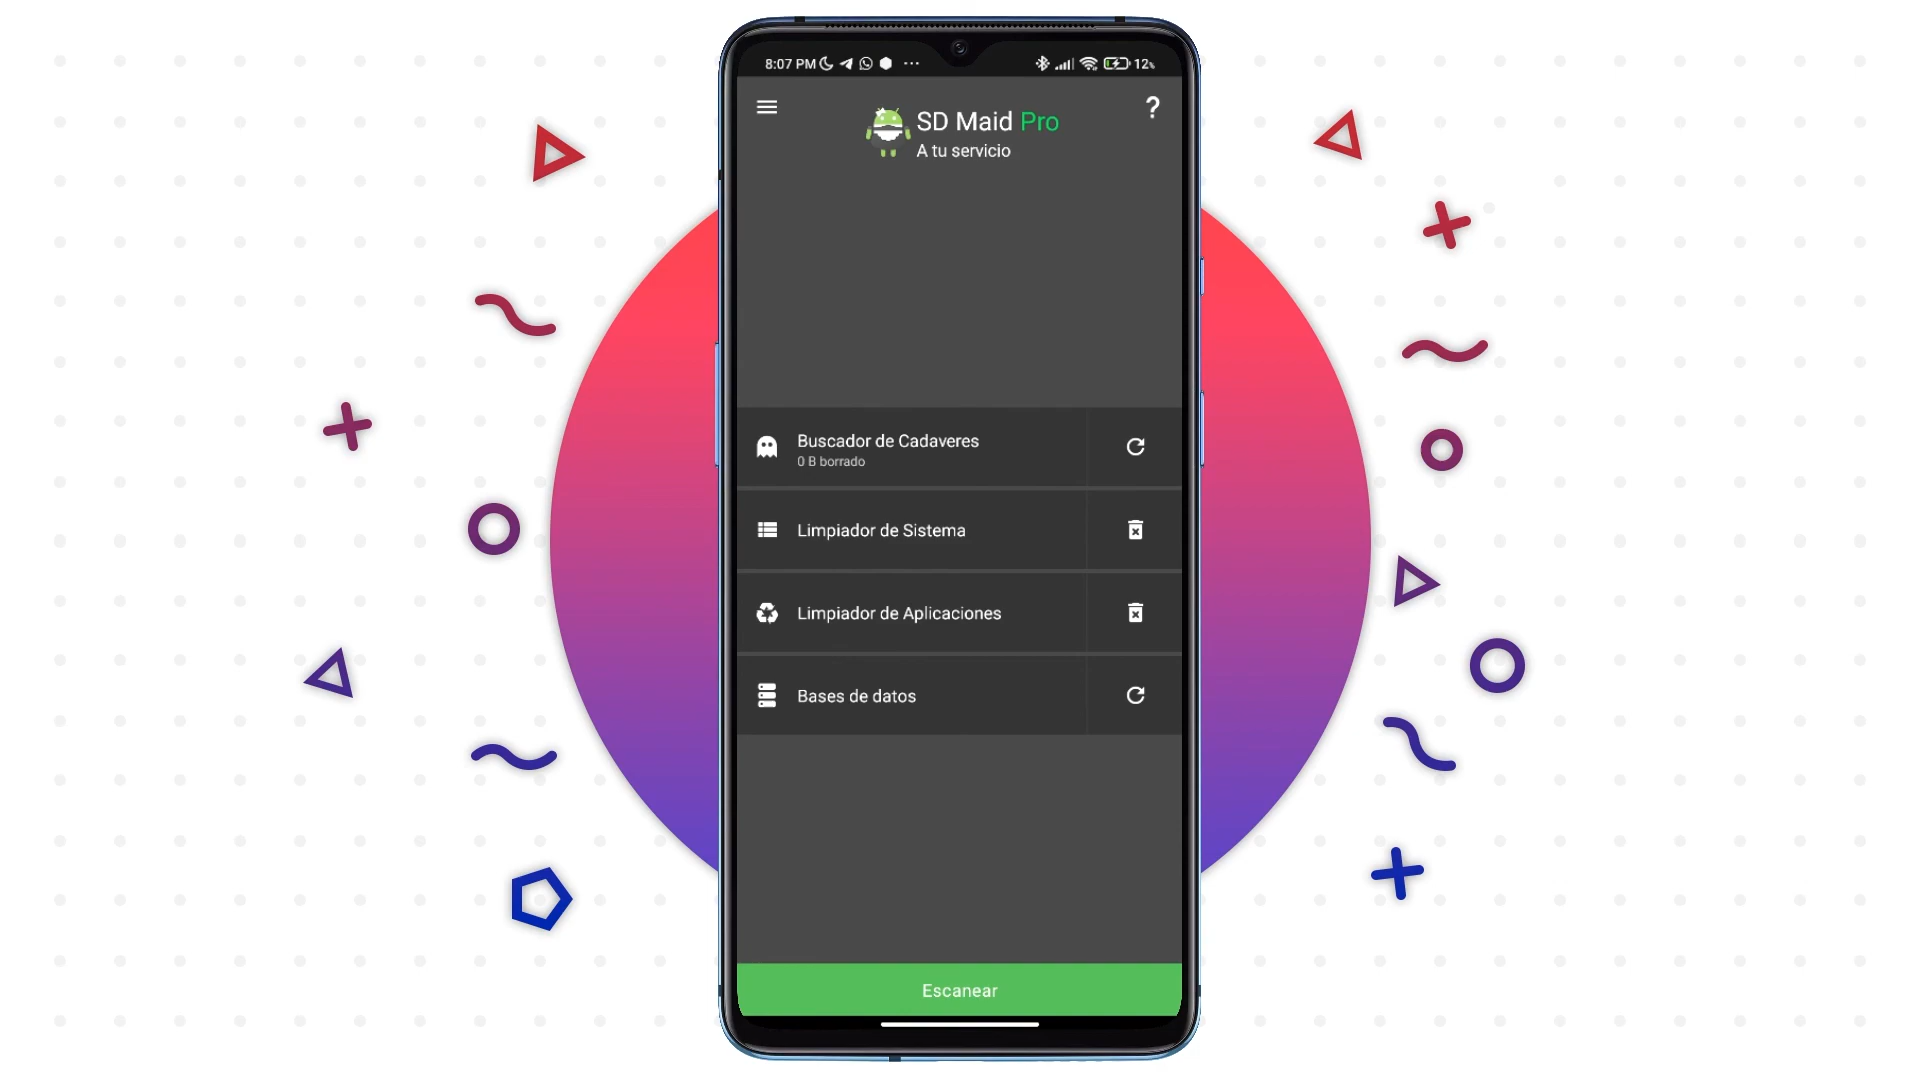 8:07 PM
12%
?
SD Maid Pro
A tu servicio
Buscador de Cadaveres
0 B borrado
Limpiador de Sistema
Limpiador de Aplicaciones
Bases de datos
Escanear